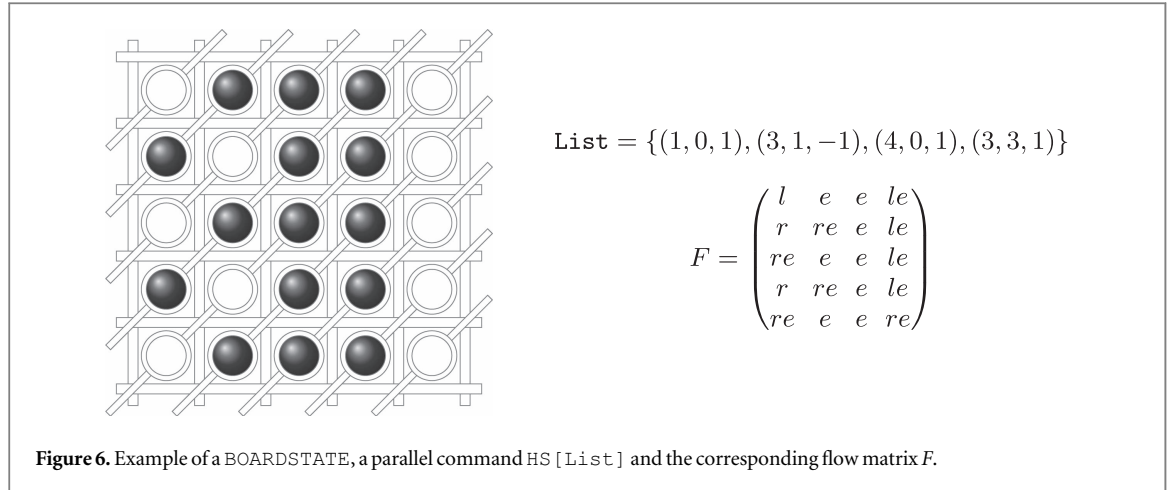 List = {(1, 0, 1), (3, 1, −1), (4, 0, 1), (3, 3, 1)}
F =
l e e le
r re e le
re e e le
r re e le
re e e re
Figure 6. Example of a BOARDSTATE, a parallel command HS[List] and the corresponding flow matrix F.